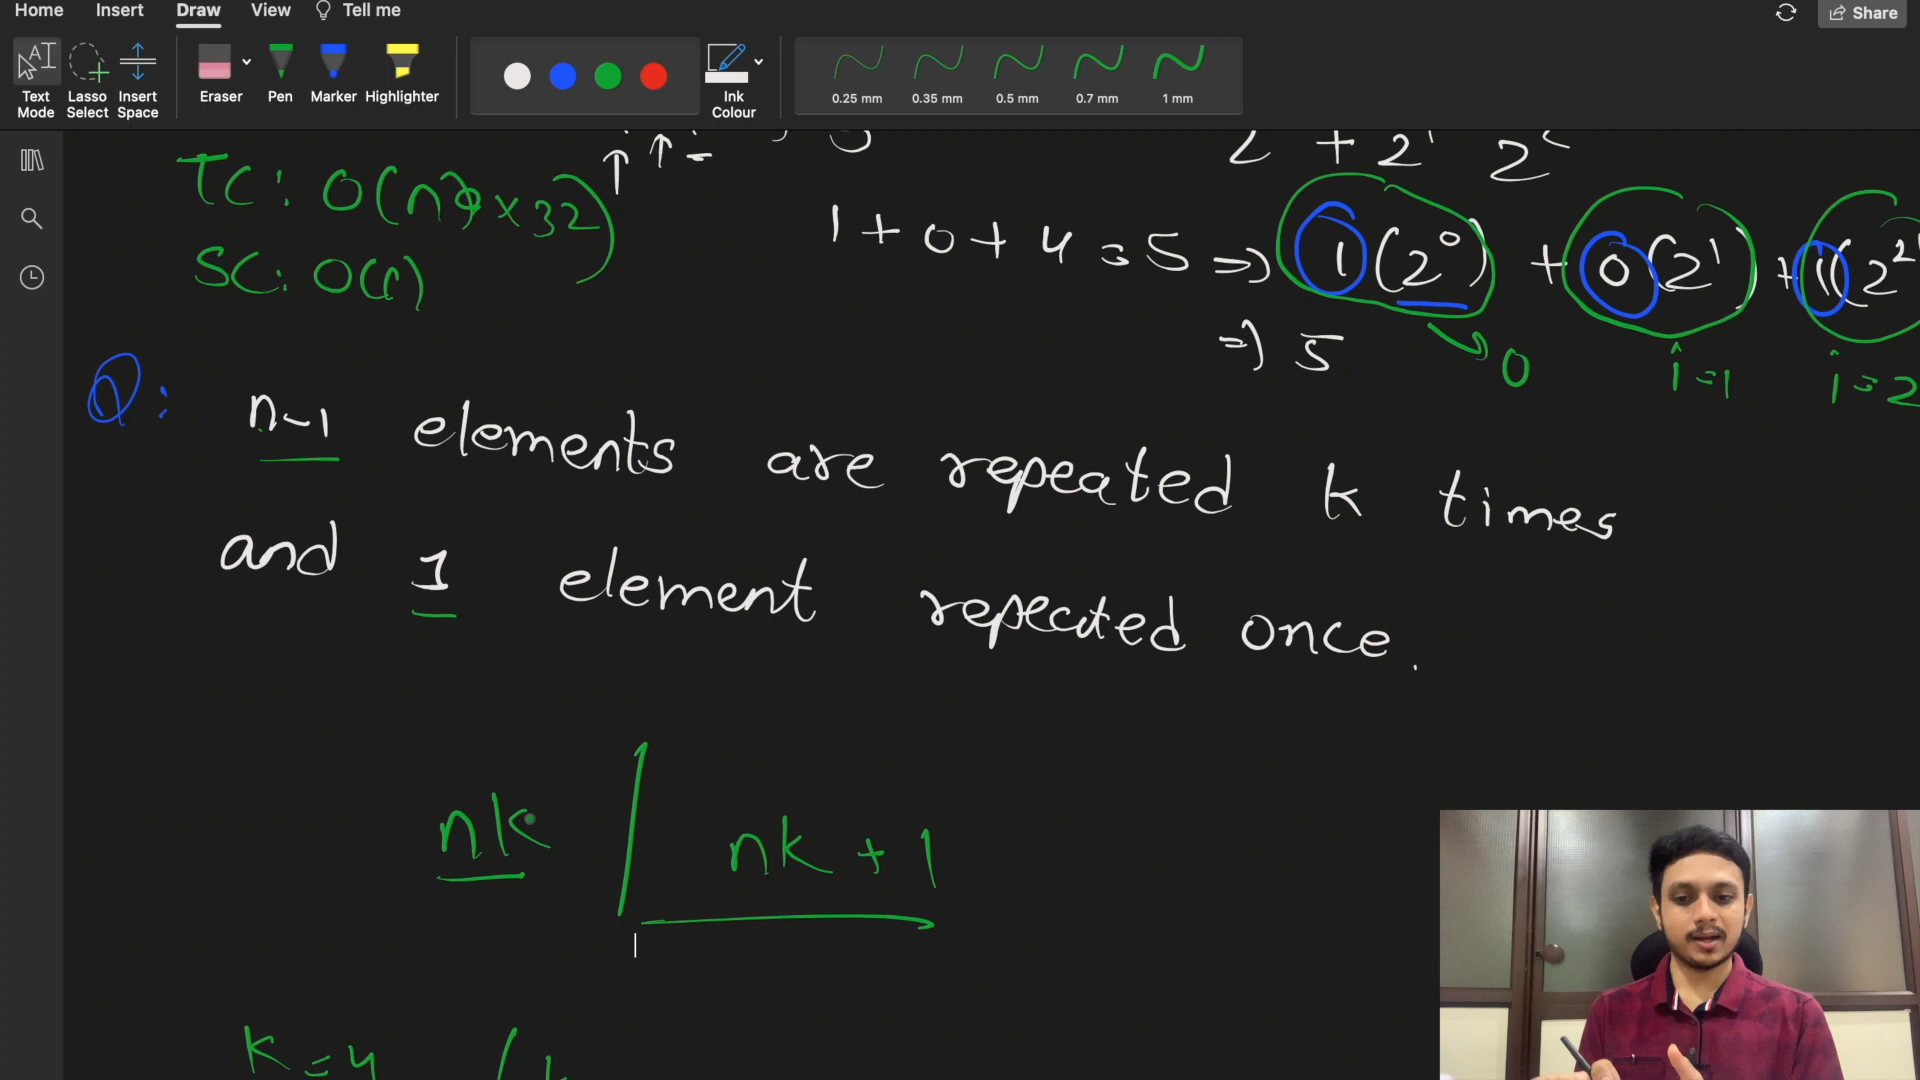 Home Insert Draw View Tell me Share
Text Mode Lasso Select Insert Space Eraser Pen Marker Highlighter Ink Colour 0.25 mm 0.35 mm 0.5 mm 0.7 mm 1 mm
2 + 2¹ 2²
TC: O(n) × 32)
1 + 0 + 4 = 5 => 1(2⁰) + 0(2¹) + 1(2²
SC: O(1)
=> 5
0 i=1 i=2
Q: n-1 elements are repeated k times
and 1 element repeated once.
nk | nk + 1
k=4